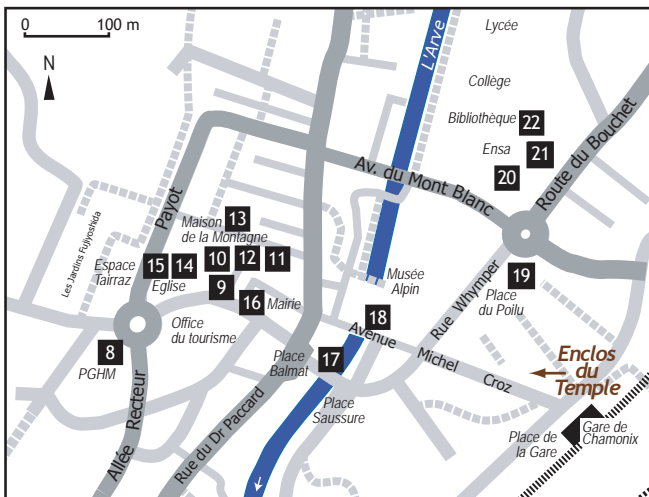 0 100 m
N
L'Arve
Lycée
Collège
Bibliothèque
22
Ensa
21
20
Route du Bouchet
Av. du Mont Blanc
Payot
Les Jardins Fujiyoshida
Maison
de la Montagne
13
Espace
Tairraz
15
14
Eglise
10
12
11
9
16
Mairie
Office
du tourisme
8
PGHM
Allée Recteur
Rue du Dr Paccard
Musée
Alpin
18
Avenue Michel Croz
Rue Whymper
19
Place
du Poilu
17
Place
Balmat
Place
Saussure
Enclos
du
Temple
Place de
la Gare
Gare de
Chamonix